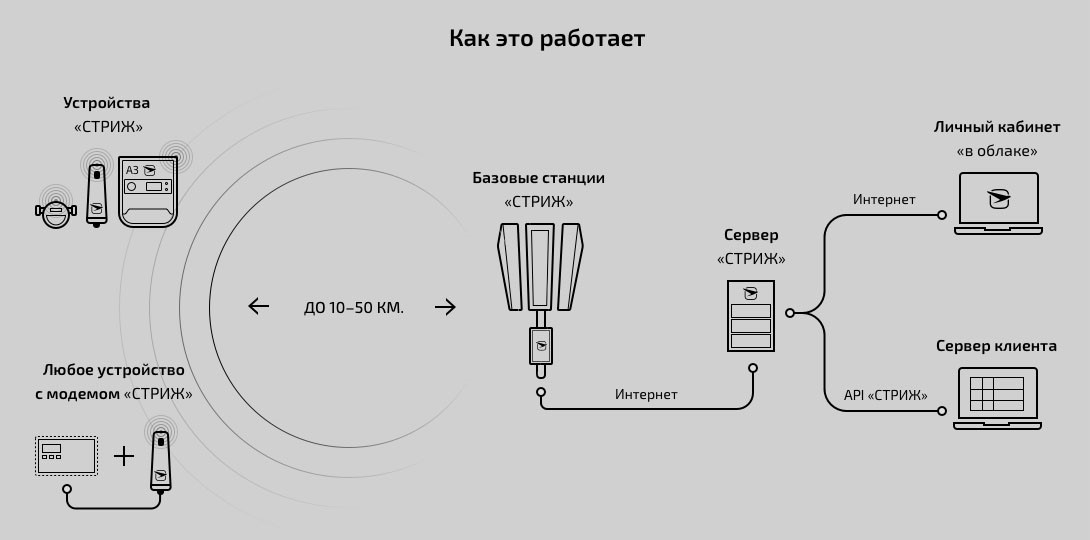 Как это работает
Устройства
«СТРИЖ»
А3
Любое устройство
с модемом «СТРИЖ»
ДО 10–50 КМ.
Базовые станции
«СТРИЖ»
Интернет
Сервер
«СТРИЖ»
Интернет
Личный кабинет
«в облаке»
API «СТРИЖ»
Сервер клиента